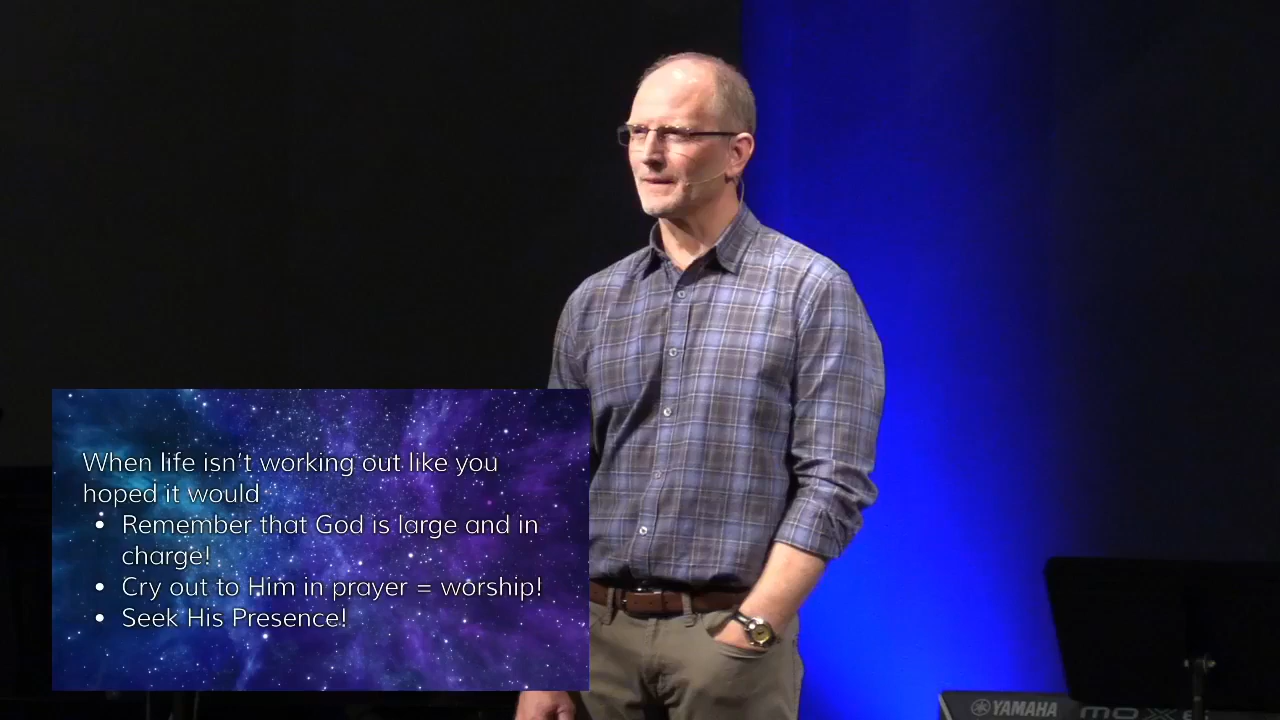 When life isn't working out like you
hoped it would
• Remember that God is large and in
charge!
• Cry out to Him in prayer = worship!
• Seek His Presence!
YAMAHA